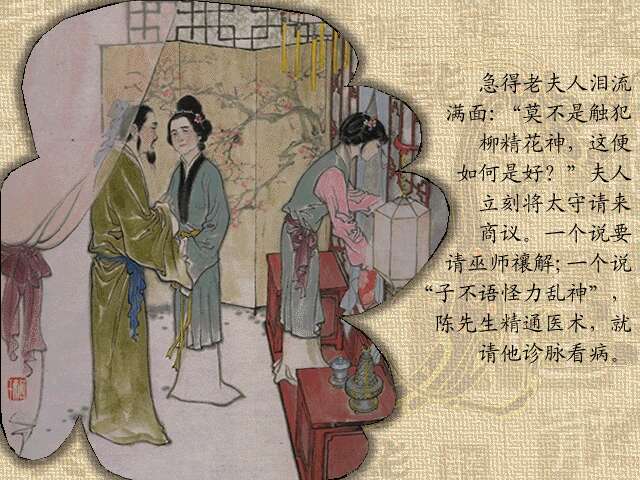 急得老夫人泪流
满面：“莫不是触犯
柳精花神，这便
如何是好？”夫人
立刻将太守请来
商议。一个说要
请巫师禳解；一个说
“子不语怪力乱神”，
陈先生精通医术，就
请他诊脉看病。